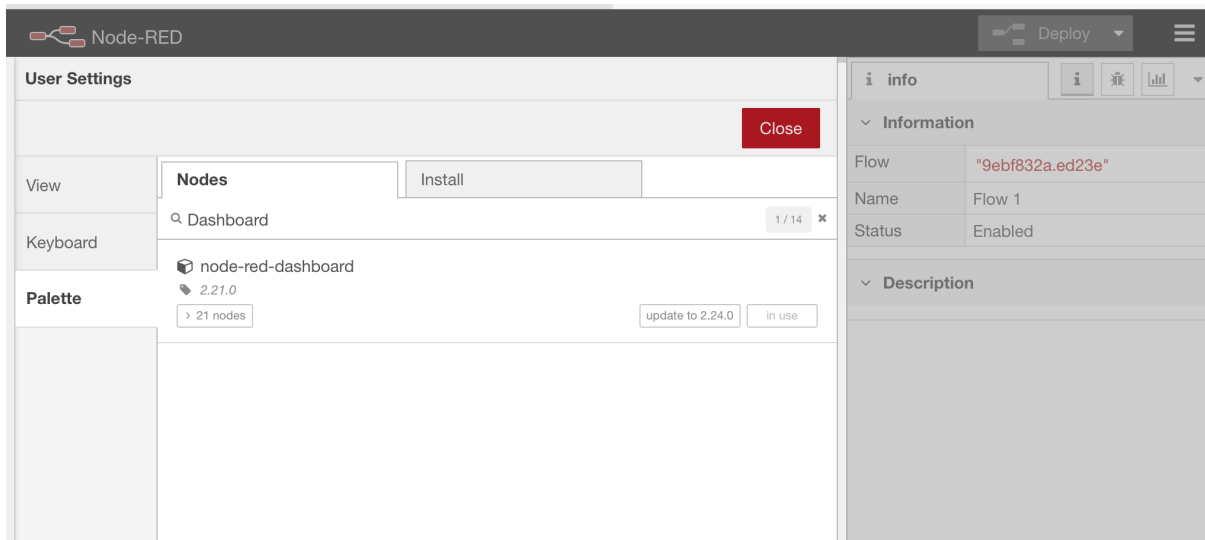 Node-RED
Deploy
User Settings
Close
View
Keyboard
Palette
Nodes
Install
Dashboard
1 / 14
node-red-dashboard
2.21.0
21 nodes
update to 2.24.0
in use
i info
i
Information
Flow "9ebf832a.ed23e"
Name Flow 1
Status Enabled
Description